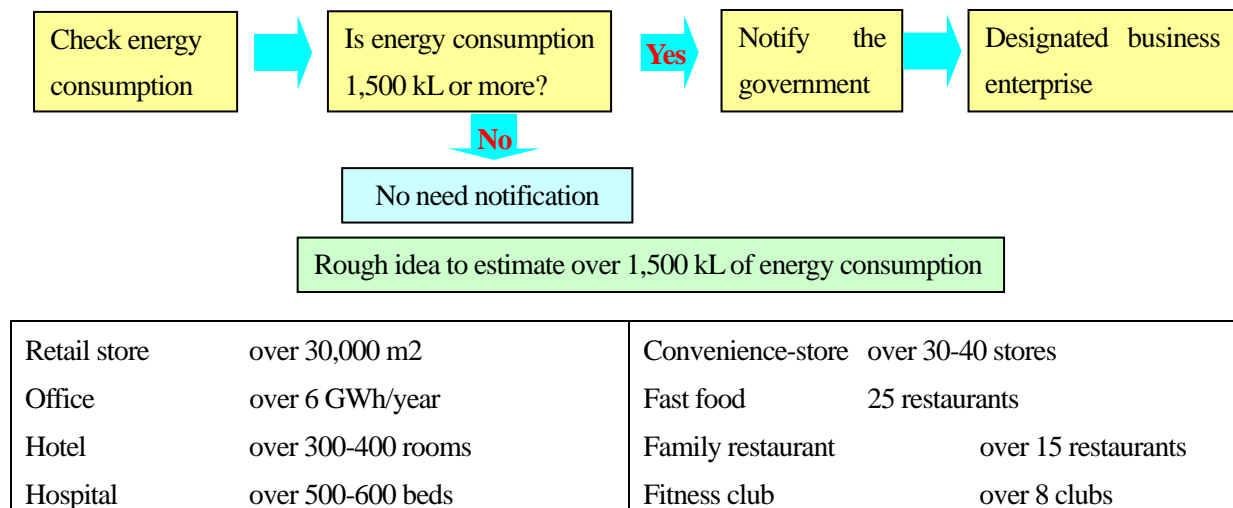 Check energy
consumption
Is energy consumption
1,500 kL or more?
Yes
Notify the
government
Designated business
enterprise
No
No need notification
Rough idea to estimate over 1,500 kL of energy consumption
Retail store over 30,000 m2
Office over 6 GWh/year
Hotel over 300-400 rooms
Hospital over 500-600 beds
Convenience-store over 30-40 stores
Fast food 25 restaurants
Family restaurant over 15 restaurants
Fitness club over 8 clubs